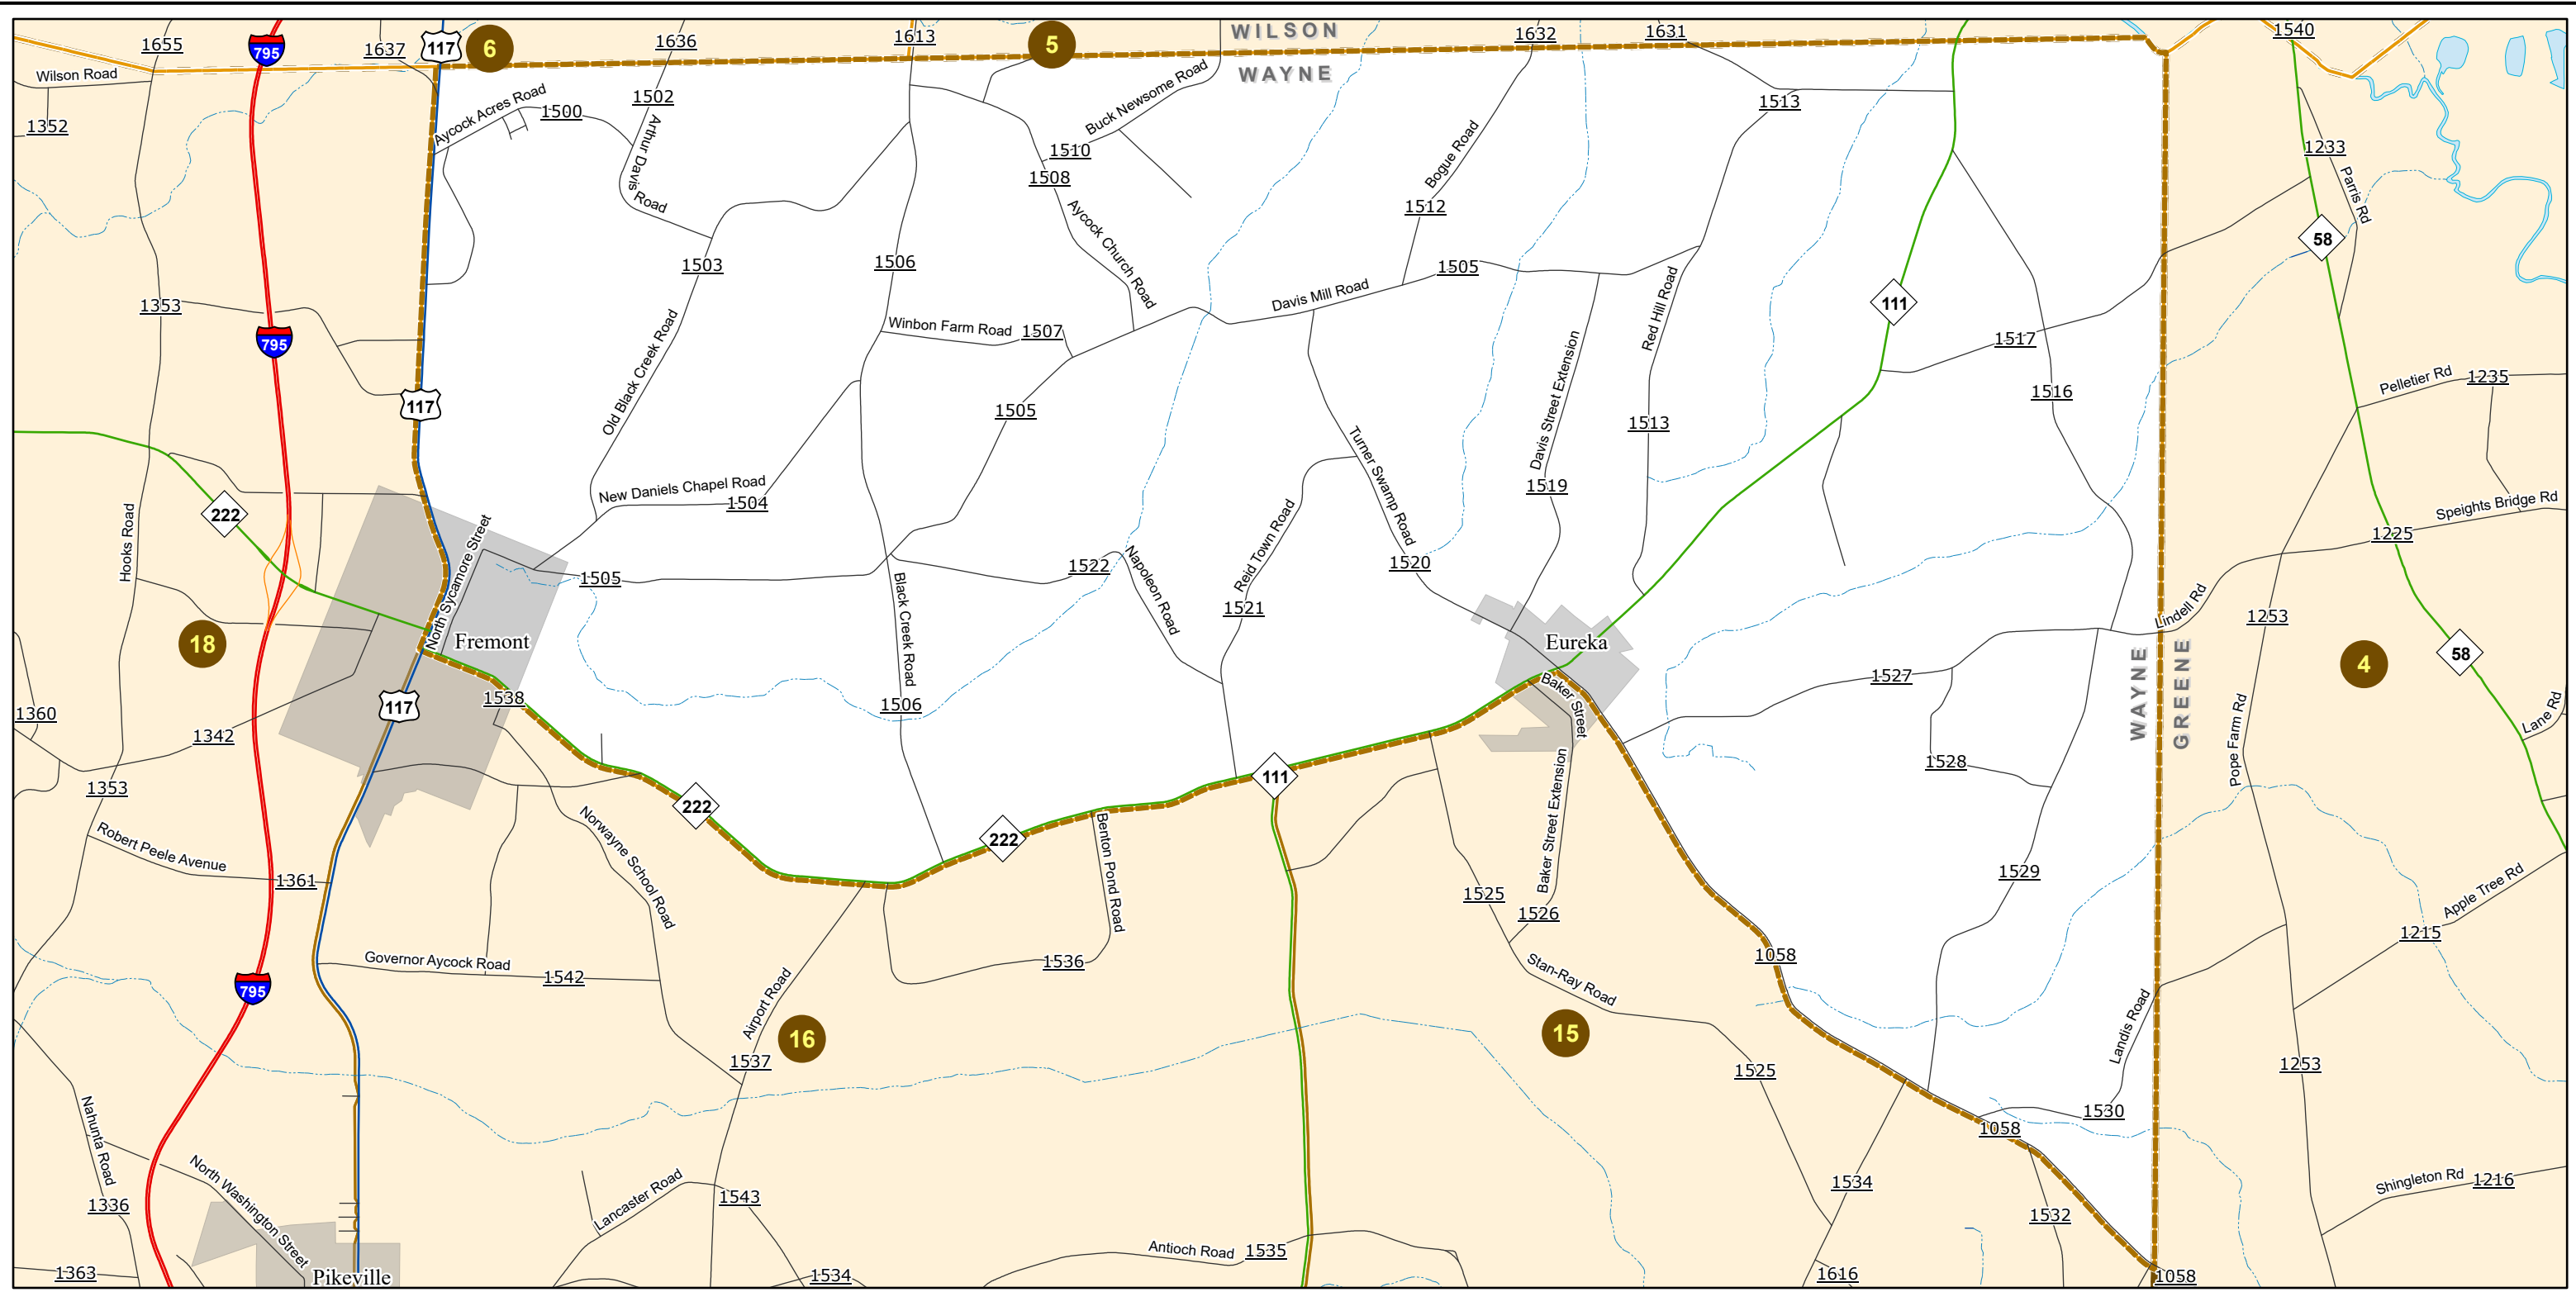 WILSON
WAYNE
WAYNE
GREENE
1655
795
1637
117
6
1636
1613
5
1632
1631
1540
Wilson Road
1352
Aycock Acres Road
1500
1502
Arthur Davis
Road
Buck Newsome Road
1510
1508
Aycock Church Road
Bogue Road
1512
1513
1233
Parris Rd
58
1353
795
1503
1506
1505
Davis Mill Road
111
Old Black Creek Road
Winbon Farm Road
1507
Davis Street Extension
Red Hill Road
1517
117
1505
1513
1516
Pelletier Rd
1235
222
Hooks Road
New Daniels Chapel Road
1504
Turner Swamp Road
1519
Speights Bridge Rd
1225
North Sycamore Street
1505
Black Creek Road
1522
Napoleon Road
Reid Town Road
1521
1520
Lindell Rd
1253
18
Fremont
Eureka
4
58
1360
1342
117
1538
1506
Baker Street
1527
Pope Farm Rd
Lane Rd
1353
222
222
111
Baker Street Extension
1528
Robert Peele Avenue
1361
Norwayne School Road
Benton Pond Road
1525
1526
1529
Apple Tree Rd
1215
Governor Aycock Road
1542
1536
1058
795
Airport Road
16
15
Stan-Ray Road
Landis Road
1537
1525
1253
Nahunta Road
1530
1058
North Washington Street
1336
Lancaster Road
1543
1534
1532
Shingleton Rd
1216
Antioch Road
1535
1363
Pikeville
1534
1616
1058